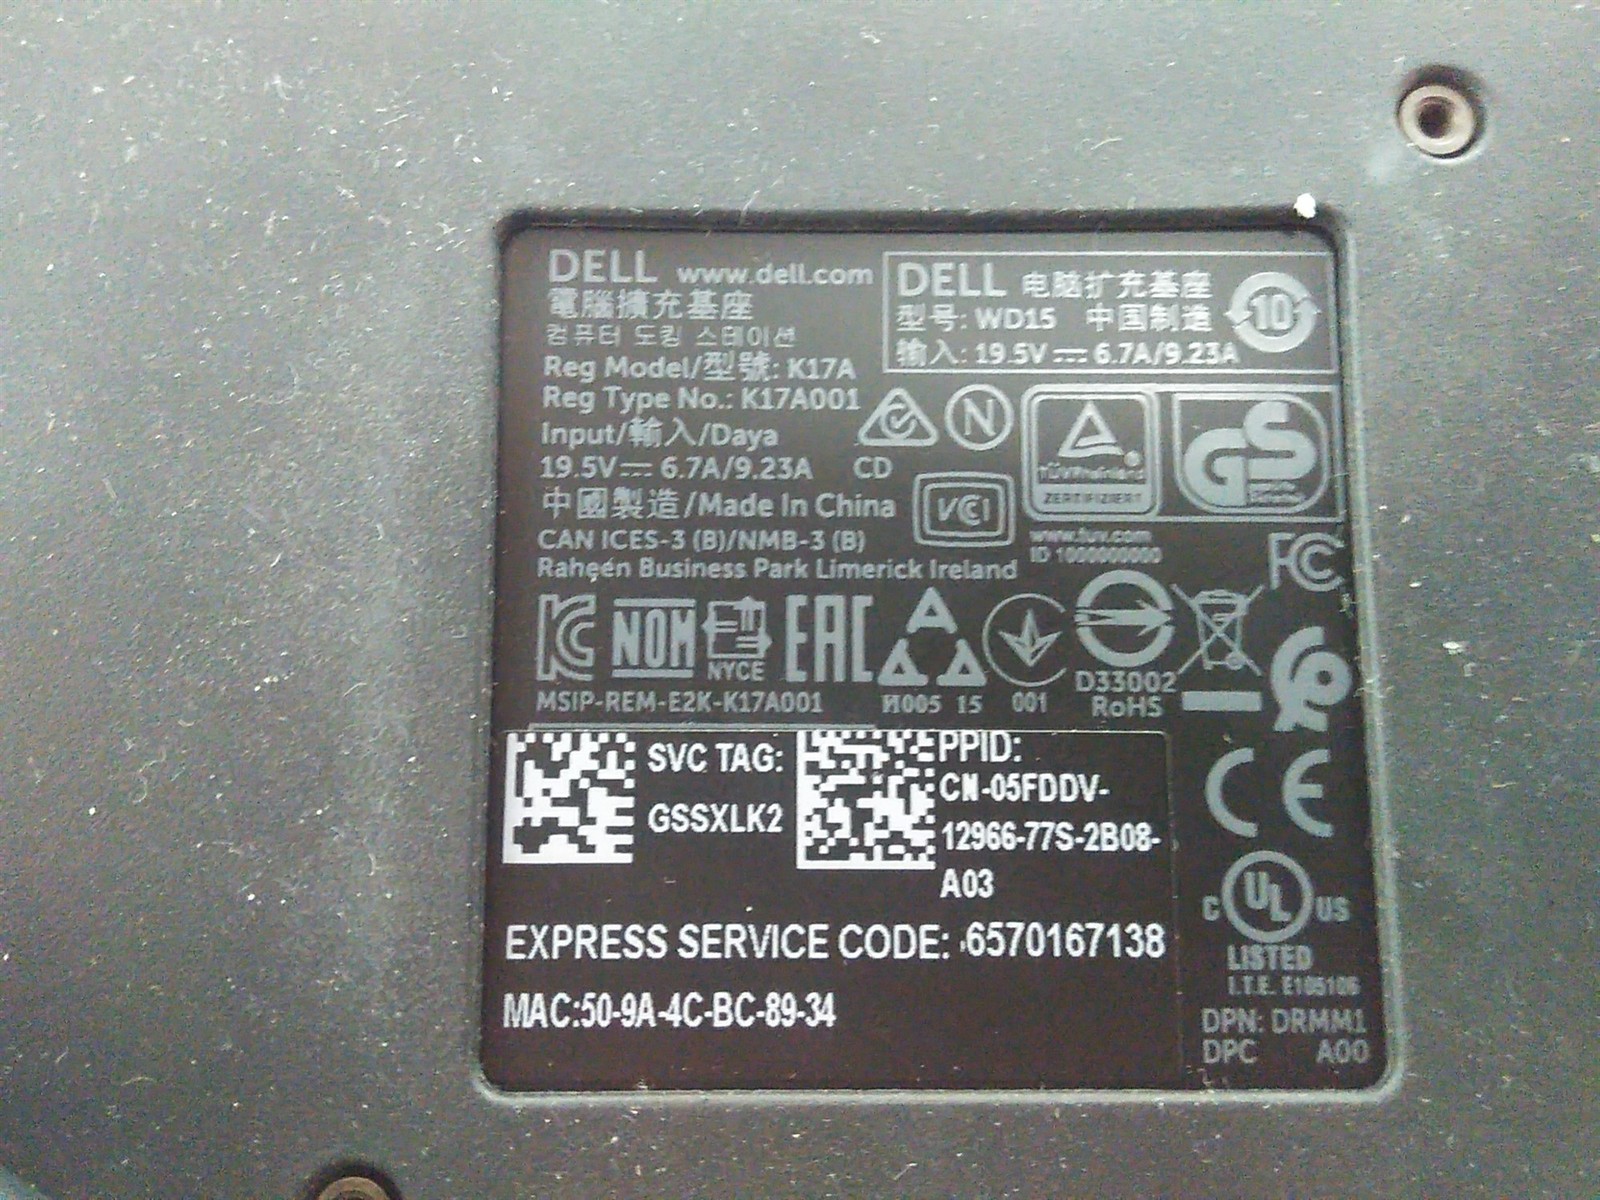 DELL www.dell.com
電腦擴充基座
컴퓨터 도킹 스테이션
Reg Model/型號: K17A
Reg Type No.: K17A001
Input/輸入/Daya
19.5V⎓ 6.7A/9.23A CD
中國製造/Made In China
CAN ICES-3 (B)/NMB-3 (B)
Raheen Business Park Limerick Ireland
DELL 电脑扩充基座
型号: WD15 中国制造
输入: 19.5V⎓ 6.7A/9.23A
10
N
TÜVRheinland
ZERTIFIZIERT
GS
VCI
www.tuv.com
ID 1000000000
FC
KC NOM NYCE EAC
MSIP-REM-E2K-K17A001
И005 15
001
D33002
RoHS
SVC TAG:
GSSXLK2
PPID:
CN-05FDDV-
12966-77S-2B08-
A03
EXPRESS SERVICE CODE: 6570167138
MAC:50-9A-4C-BC-89-34
CE
C UL US
LISTED
I.T.E. E105106
DPN: DRMM1
DPC A00